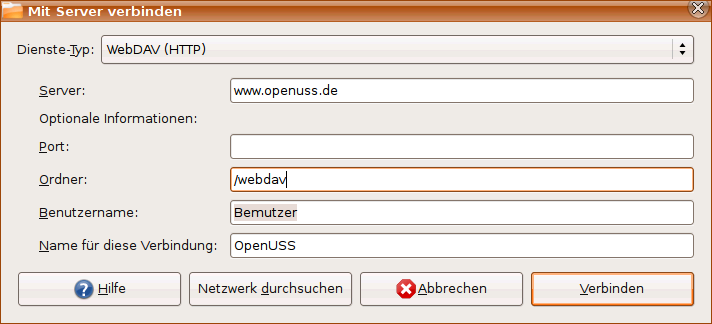 Mit Server verbinden
Dienste-Typ: WebDAV (HTTP)
Server: www.openuss.de
Optionale Informationen:
Port:
Ordner: /webdav
Benutzername: Bemutzer
Name für diese Verbindung: OpenUSS
Hilfe Netzwerk durchsuchen Abbrechen Verbinden